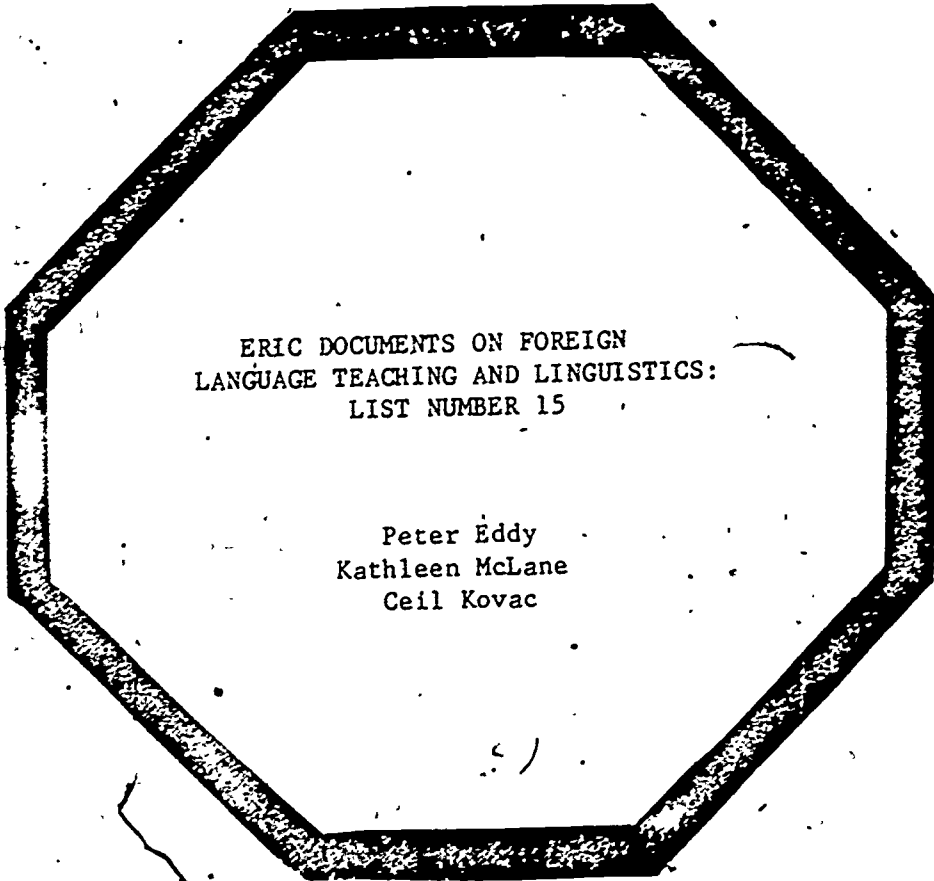 ERIC DOCUMENTS ON FOREIGN
LANGUAGE TEACHING AND LINGUISTICS:
LIST NUMBER 15
Peter Eddy
Kathleen McLane
Ceil Kovac